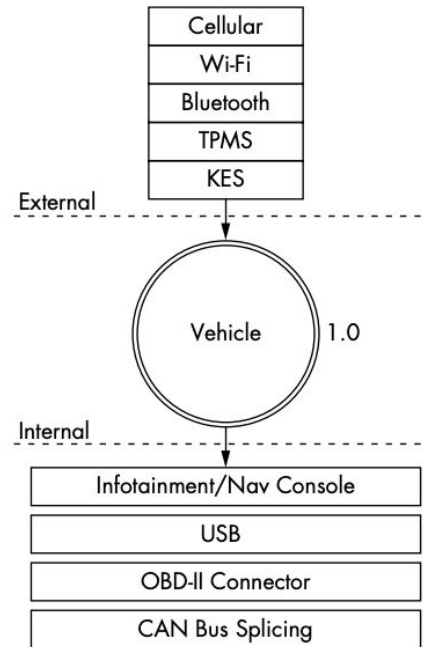 Cellular
Wi-Fi
Bluetooth
TPMS
KES
External
Vehicle 1.0
Internal
Infotainment/Nav Console
USB
OBD-II Connector
CAN Bus Splicing